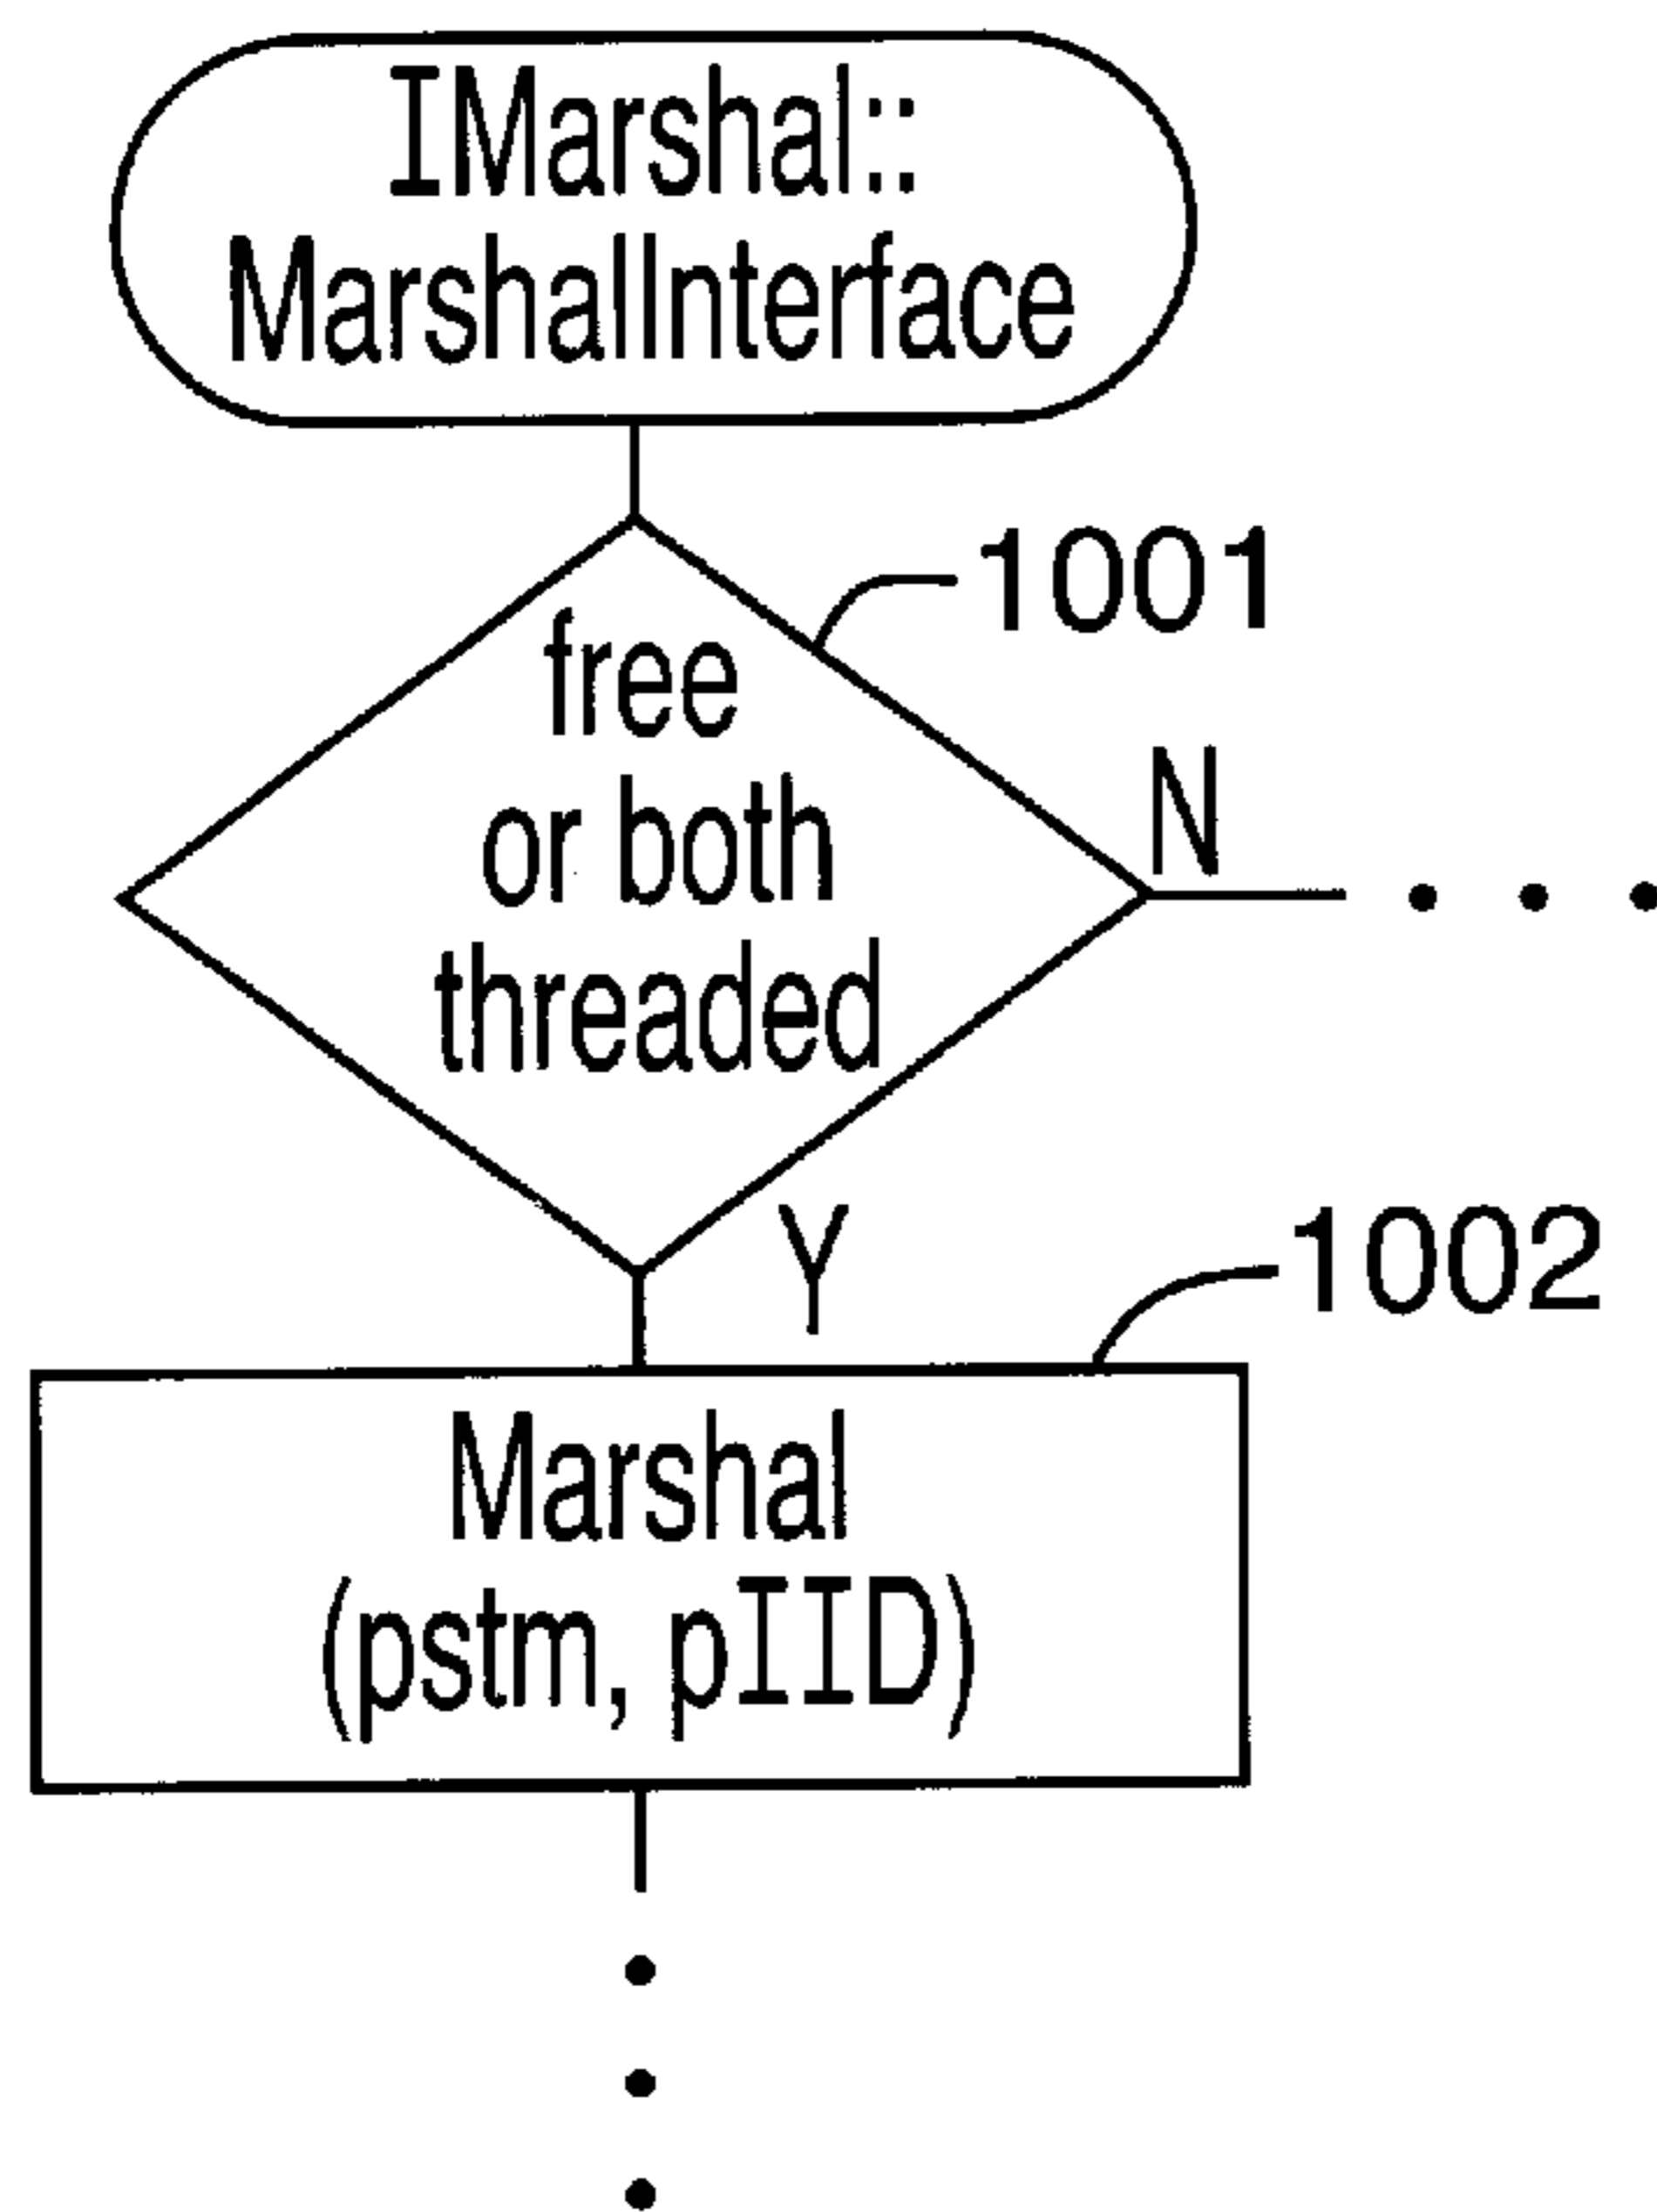 IMarshal::
MarshalInterface
1001
free
or both
threaded
N
Y
1002
Marshal
(pstm, pIID)